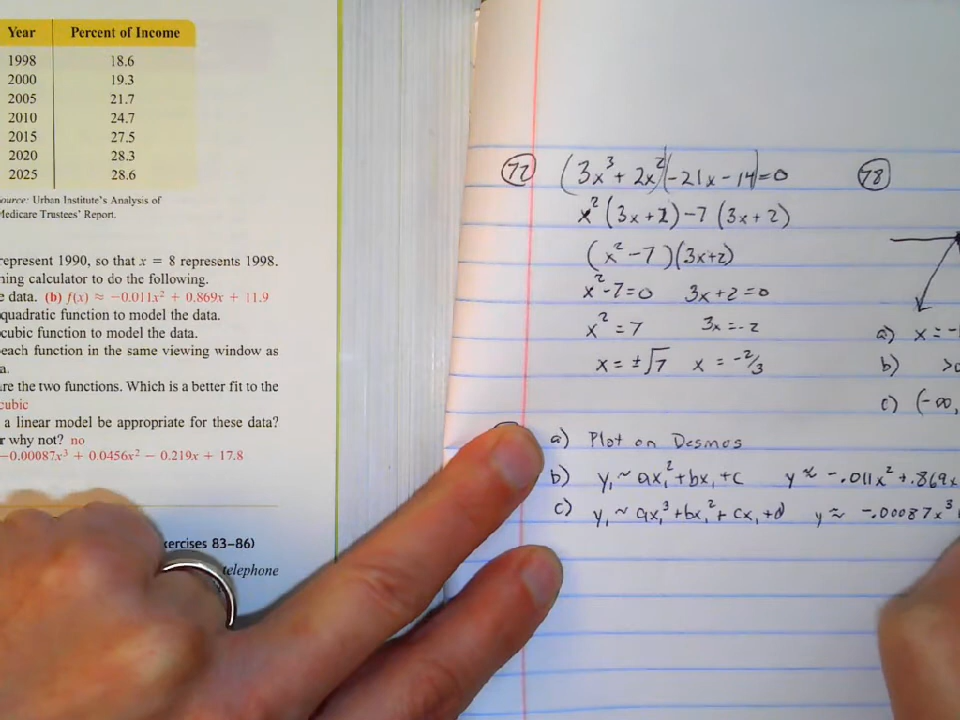 Year Percent of Income
1998 18.6
2000 19.3
2005 21.7
2010 24.7
2015 27.5
2020 28.3
2025 28.6
Urban Institute's Analysis of
Medicare Trustees' Report.
represent 1990, so that x = 8 represents 1998.
calculator to do the following.
data. (b) f(x) ≈ −0.011x² + 0.869x + 11.9
quadratic function to model the data.
cubic function to model the data.
each function in the same viewing window as
the two functions. Which is a better fit to the
cubic
a linear model be appropriate for these data?
why not? no
−0.00087x³ + 0.0456x² − 0.219x + 17.8
83–86)
telephone
72 (3x³ + 2x²)(-21x - 14) = 0
x² (3x + 2) - 7 (3x + 2)
(x² - 7)(3x+2)
x² - 7 = 0 3x + 2 = 0
x² = 7 3x = -2
x = ±√7 x = -2/3
a) Plot on Desmos
b) y₁ ~ ax₁² + bx₁ + c y ≈ -.011x² + .869x
c) y₁ ~ ax₁³ + bx₁² + cx₁ + d y ≈ -.00087x³
78
a) x = -
b) >0
c) (-∞,